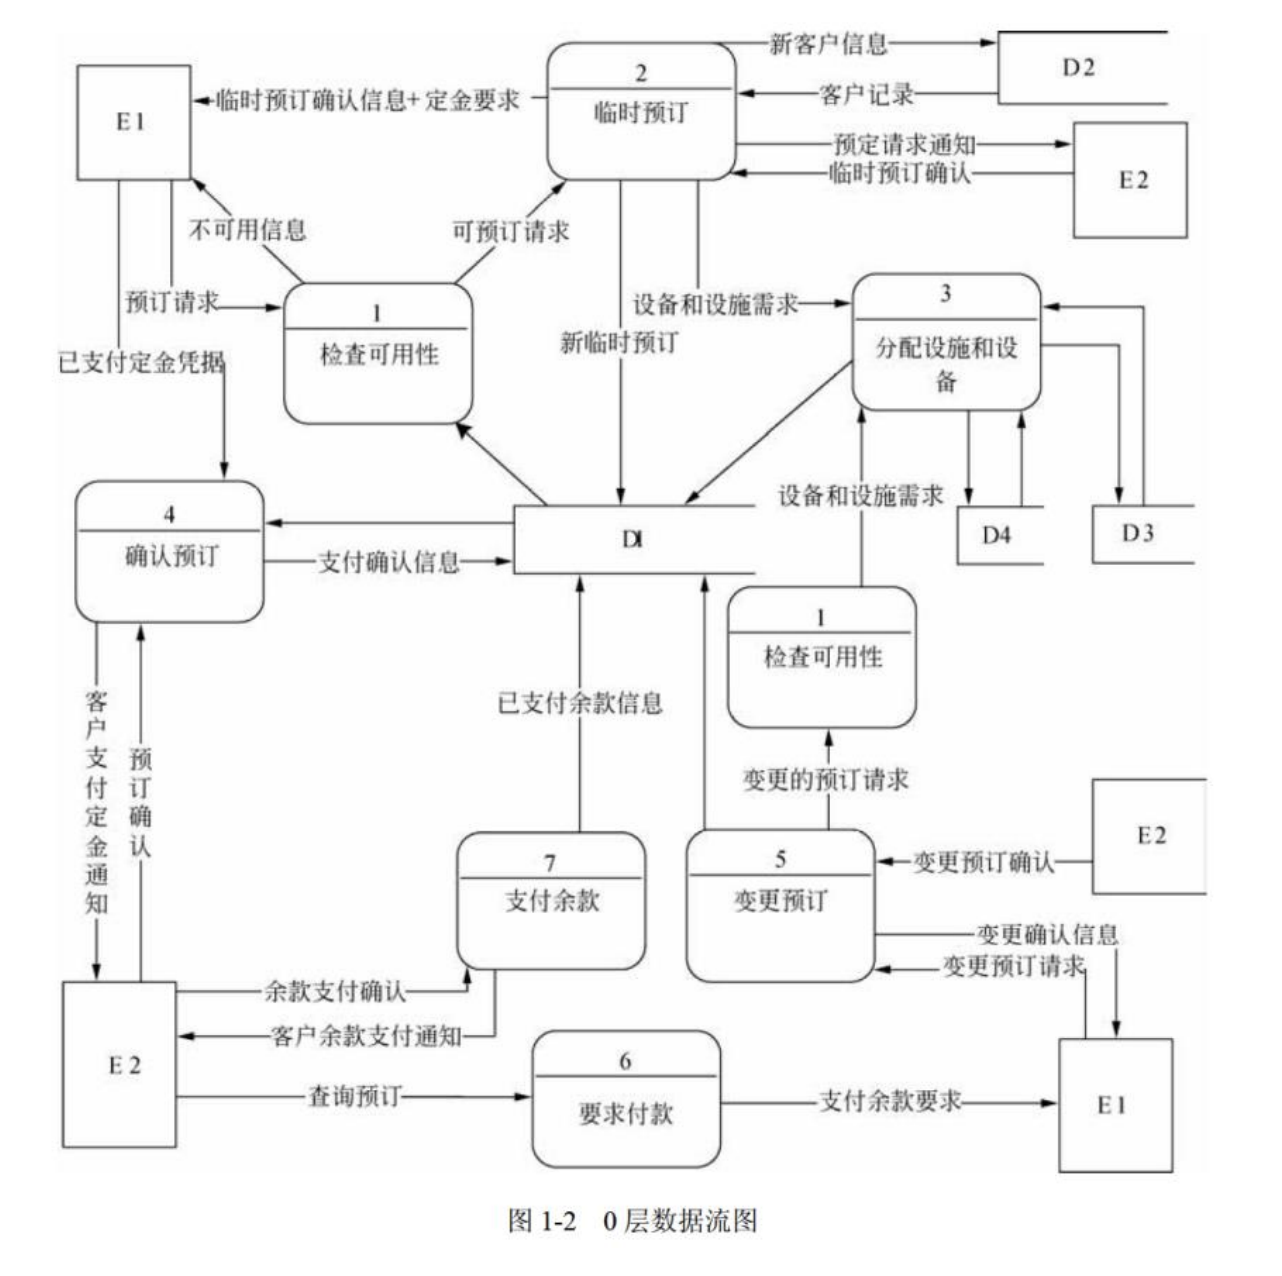 新客户信息
2
临时预订
D2
E1
临时预订确认信息+ 定金要求
客户记录
预定请求通知
临时预订确认
E2
不可用信息
可预订请求
预订请求
1
检查可用性
设备和设施需求
3
分配设施和设
备
新临时预订
已支付定金凭据
设备和设施需求
4
确认预订
支付确认信息
D1
D4
D3
1
检查可用性
客户支付定金通知
预订确认
已支付余款信息
变更的预订请求
7
支付余款
5
变更预订
变更预订确认
E2
变更确认信息
变更预订请求
余款支付确认
客户余款支付通知
E2
查询预订
6
要求付款
支付余款要求
E1
图 1-2 0 层数据流图